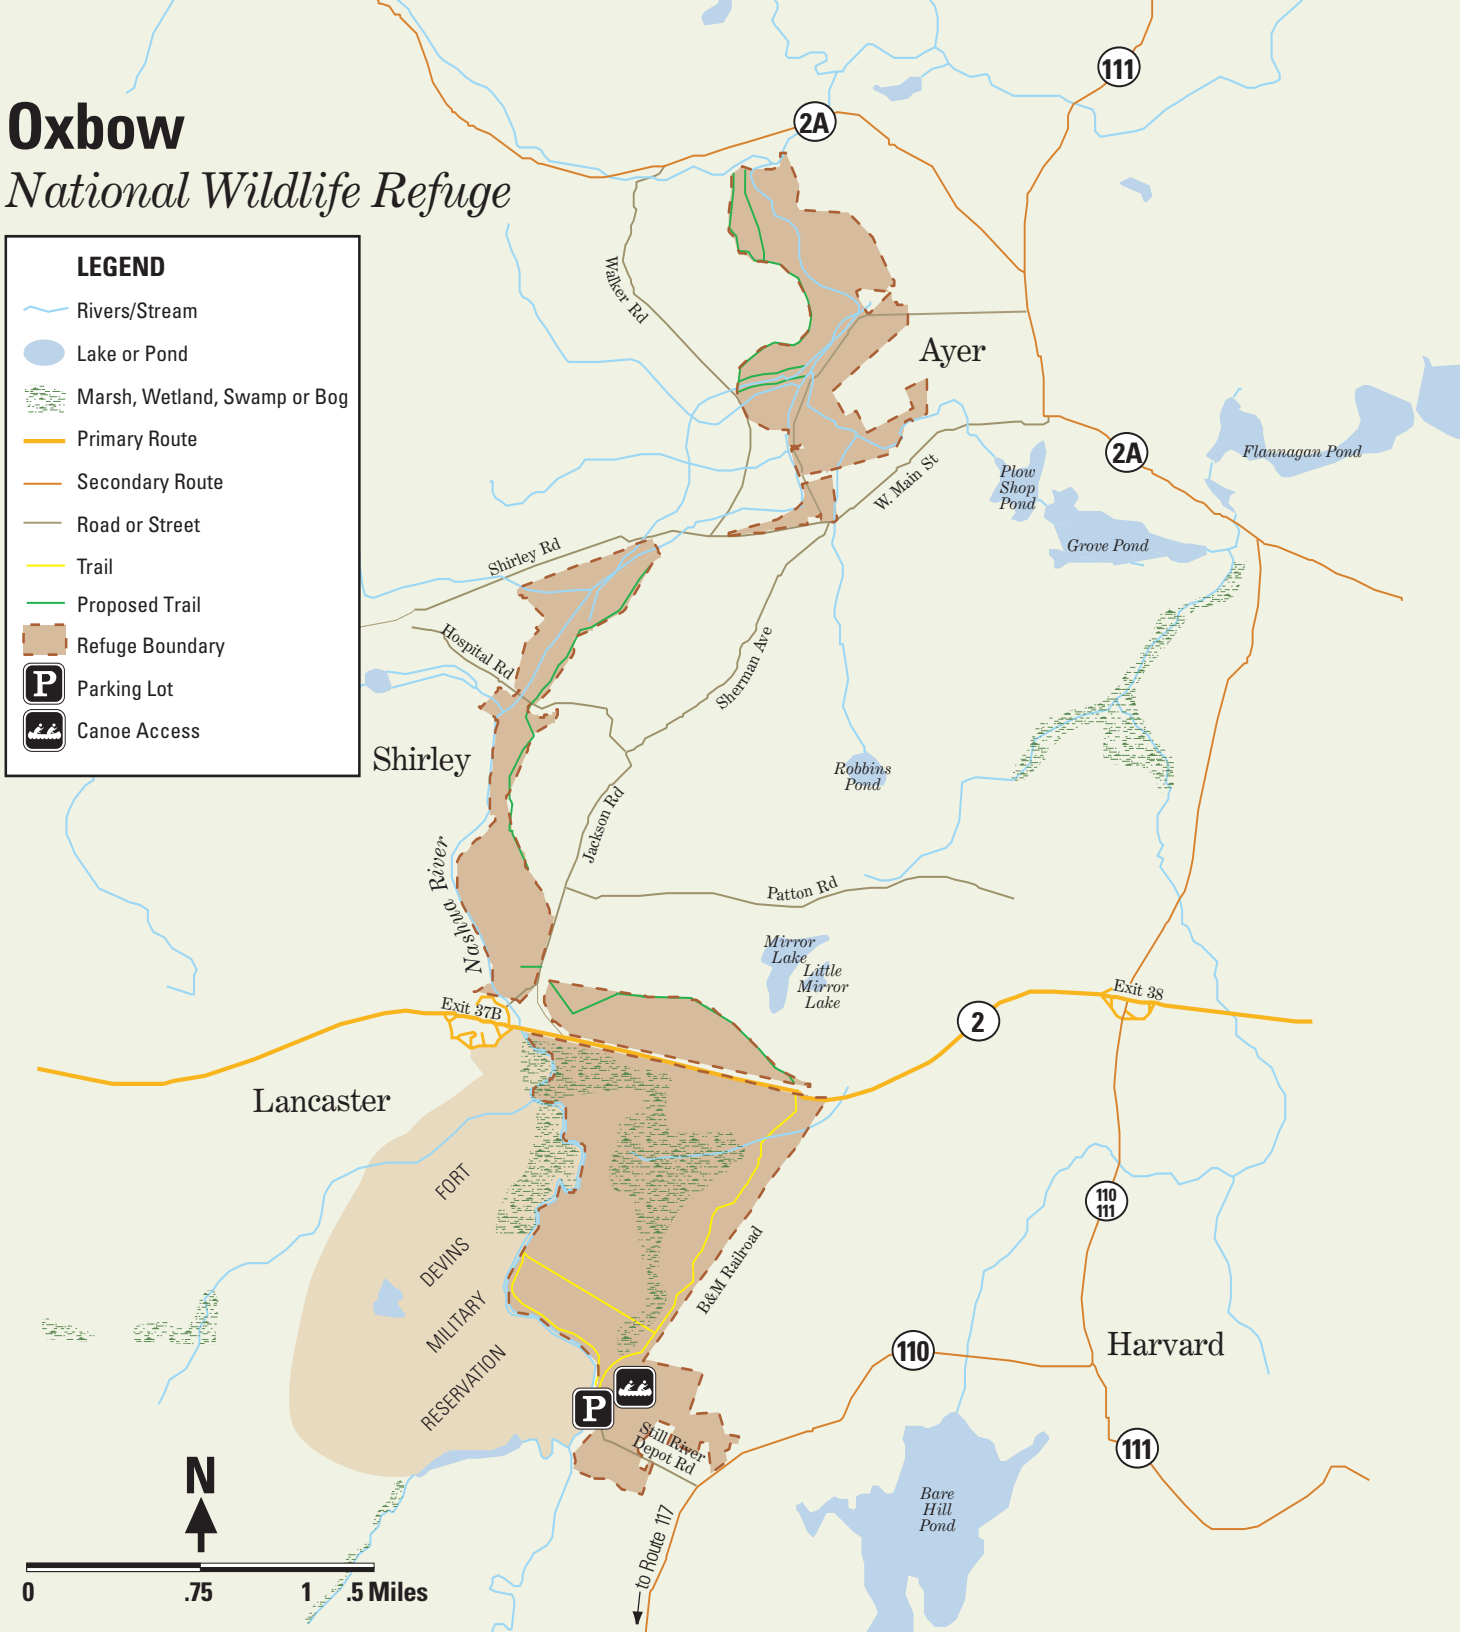 Oxbow
National Wildlife Refuge
LEGEND
Rivers/Stream
Lake or Pond
Marsh, Wetland, Swamp or Bog
Primary Route
Secondary Route
Road or Street
Trail
Proposed Trail
Refuge Boundary
P
Parking Lot
Canoe Access
111
2A
Walker Rd
Ayer
2A
Flannagan Pond
W. Main St
Plow
Shop
Pond
Grove Pond
Shirley Rd
Hospital Rd
Sherman Ave
Shirley
Robbins
Pond
Jackson Rd
Nashua River
Patton Rd
Mirror
Lake
Little
Mirror
Lake
Exit 37B
Exit 38
2
Lancaster
FORT
DEVINS
MILITARY
RESERVATION
110
111
B&M Railroad
110
Harvard
P
Still River
Depot Rd
111
Bare
Hill
Pond
to Route 117
N
0 .75 1 .5 Miles